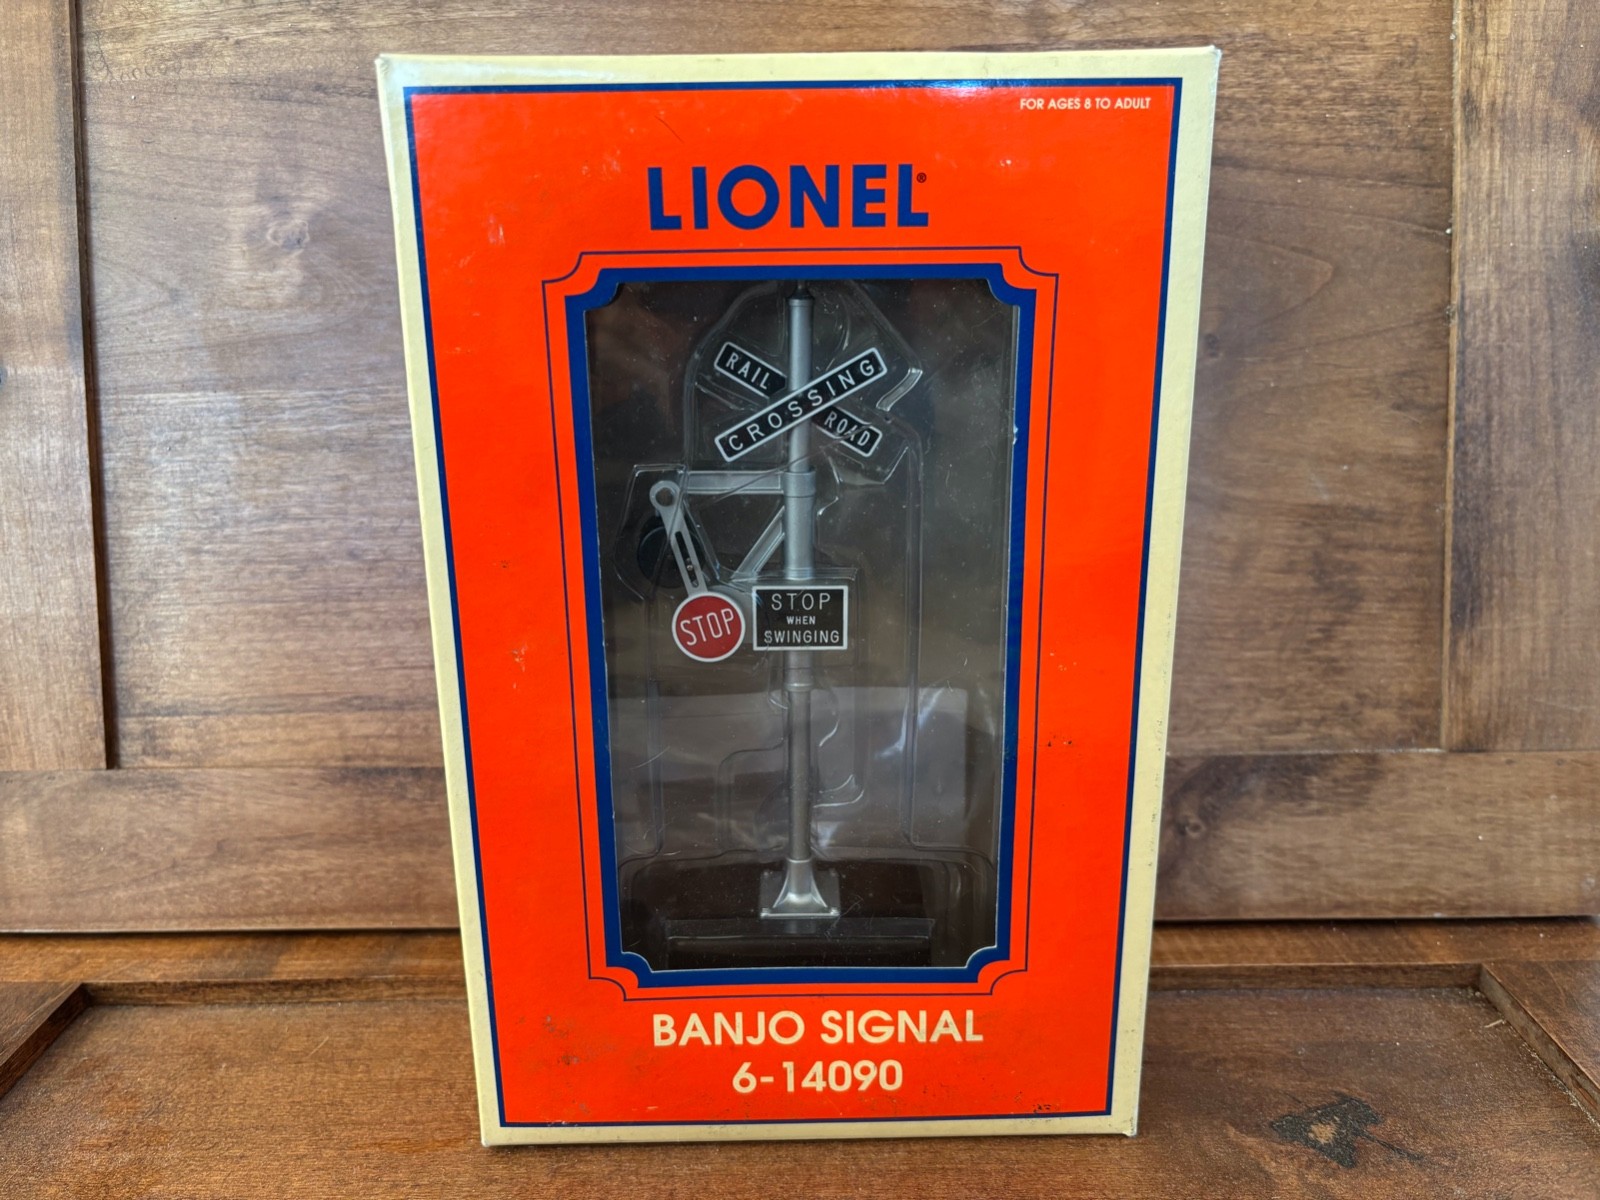 FOR AGES 8 TO ADULT
LIONEL®
RAIL ROAD
CROSSING
STOP
STOP
WHEN
SWINGING
BANJO SIGNAL
6-14090